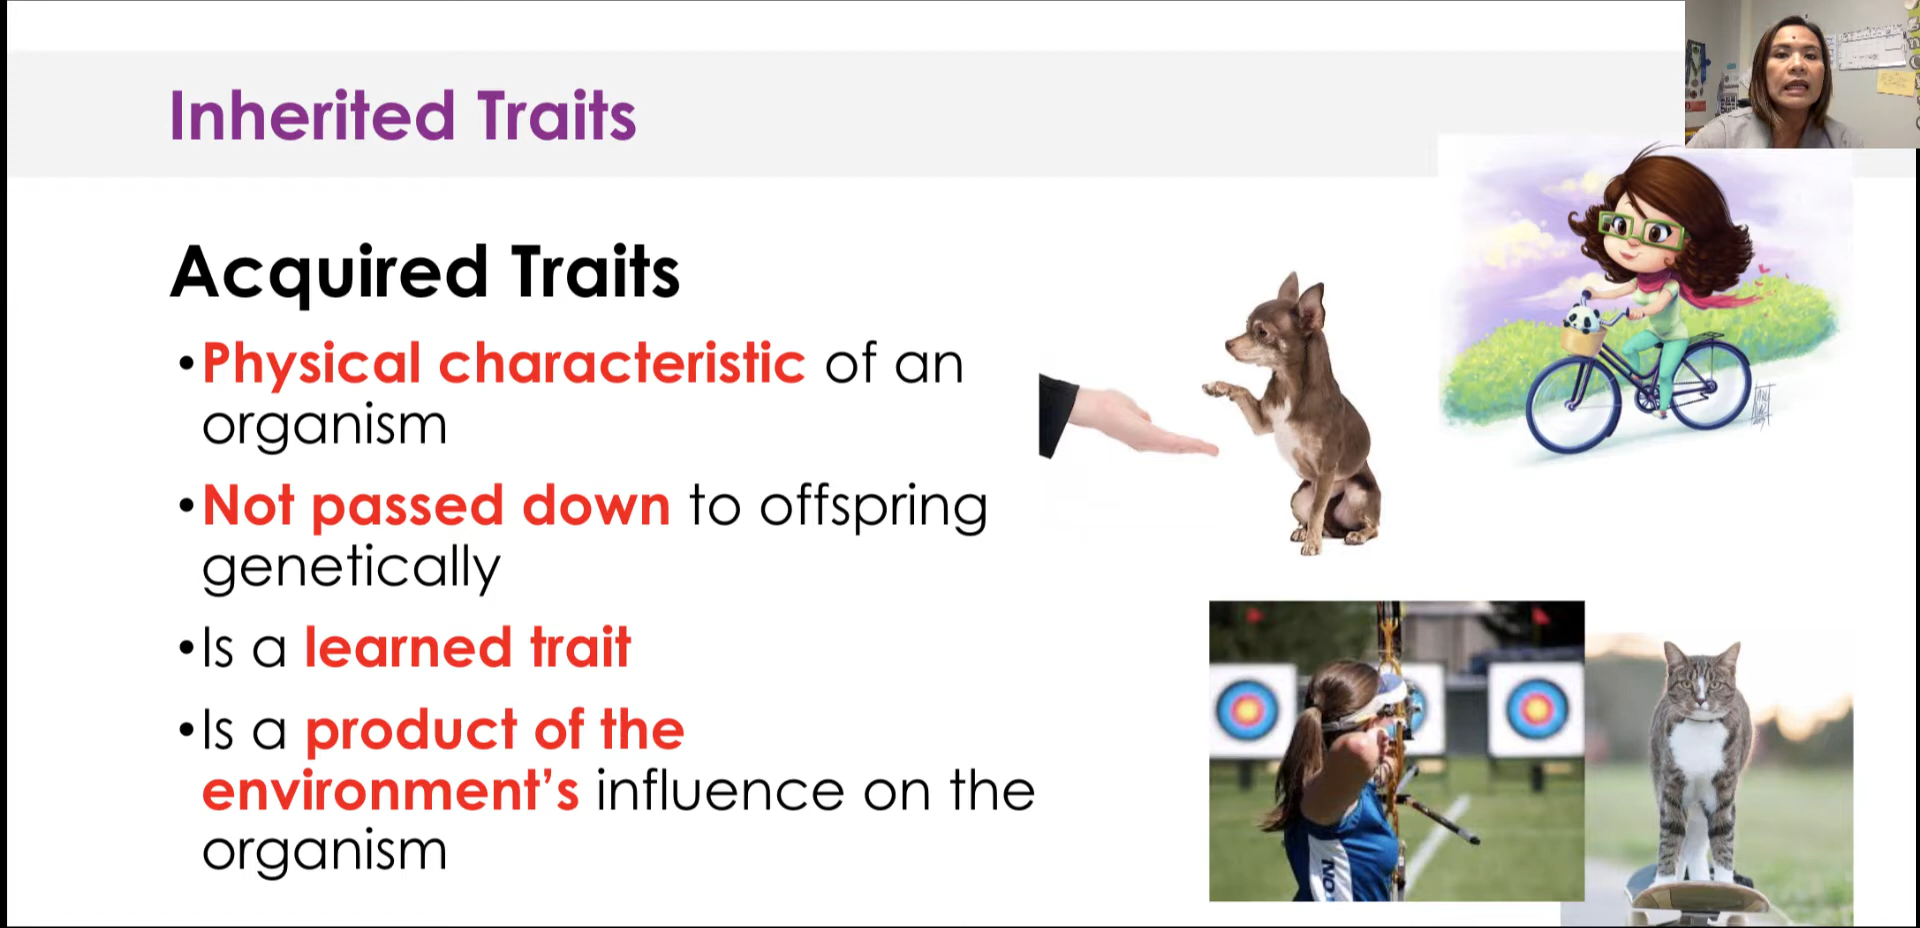 Inherited Traits
Acquired Traits
•Physical characteristic of an
organism
•Not passed down to offspring
genetically
•Is a learned trait
•Is a product of the
environment’s influence on the
organism
NO